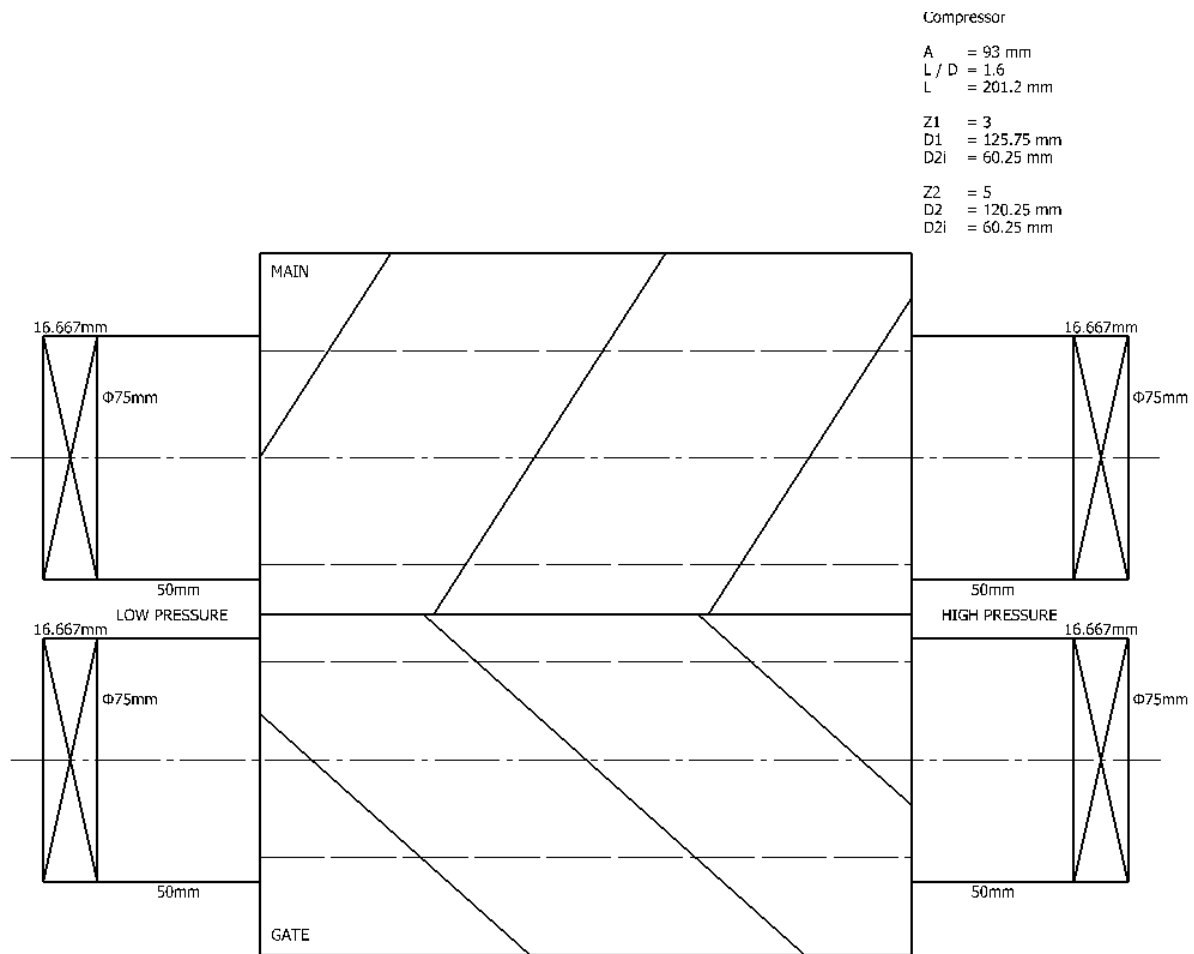 Compressor
A = 93 mm
L / D = 1.6
L = 201.2 mm
Z1 = 3
D1 = 125.75 mm
D2i = 60.25 mm
Z2 = 5
D2 = 120.25 mm
D2i = 60.25 mm
MAIN
16.667mm
16.667mm
Φ75mm
Φ75mm
50mm
50mm
LOW PRESSURE
HIGH PRESSURE
16.667mm
16.667mm
Φ75mm
Φ75mm
50mm
50mm
GATE